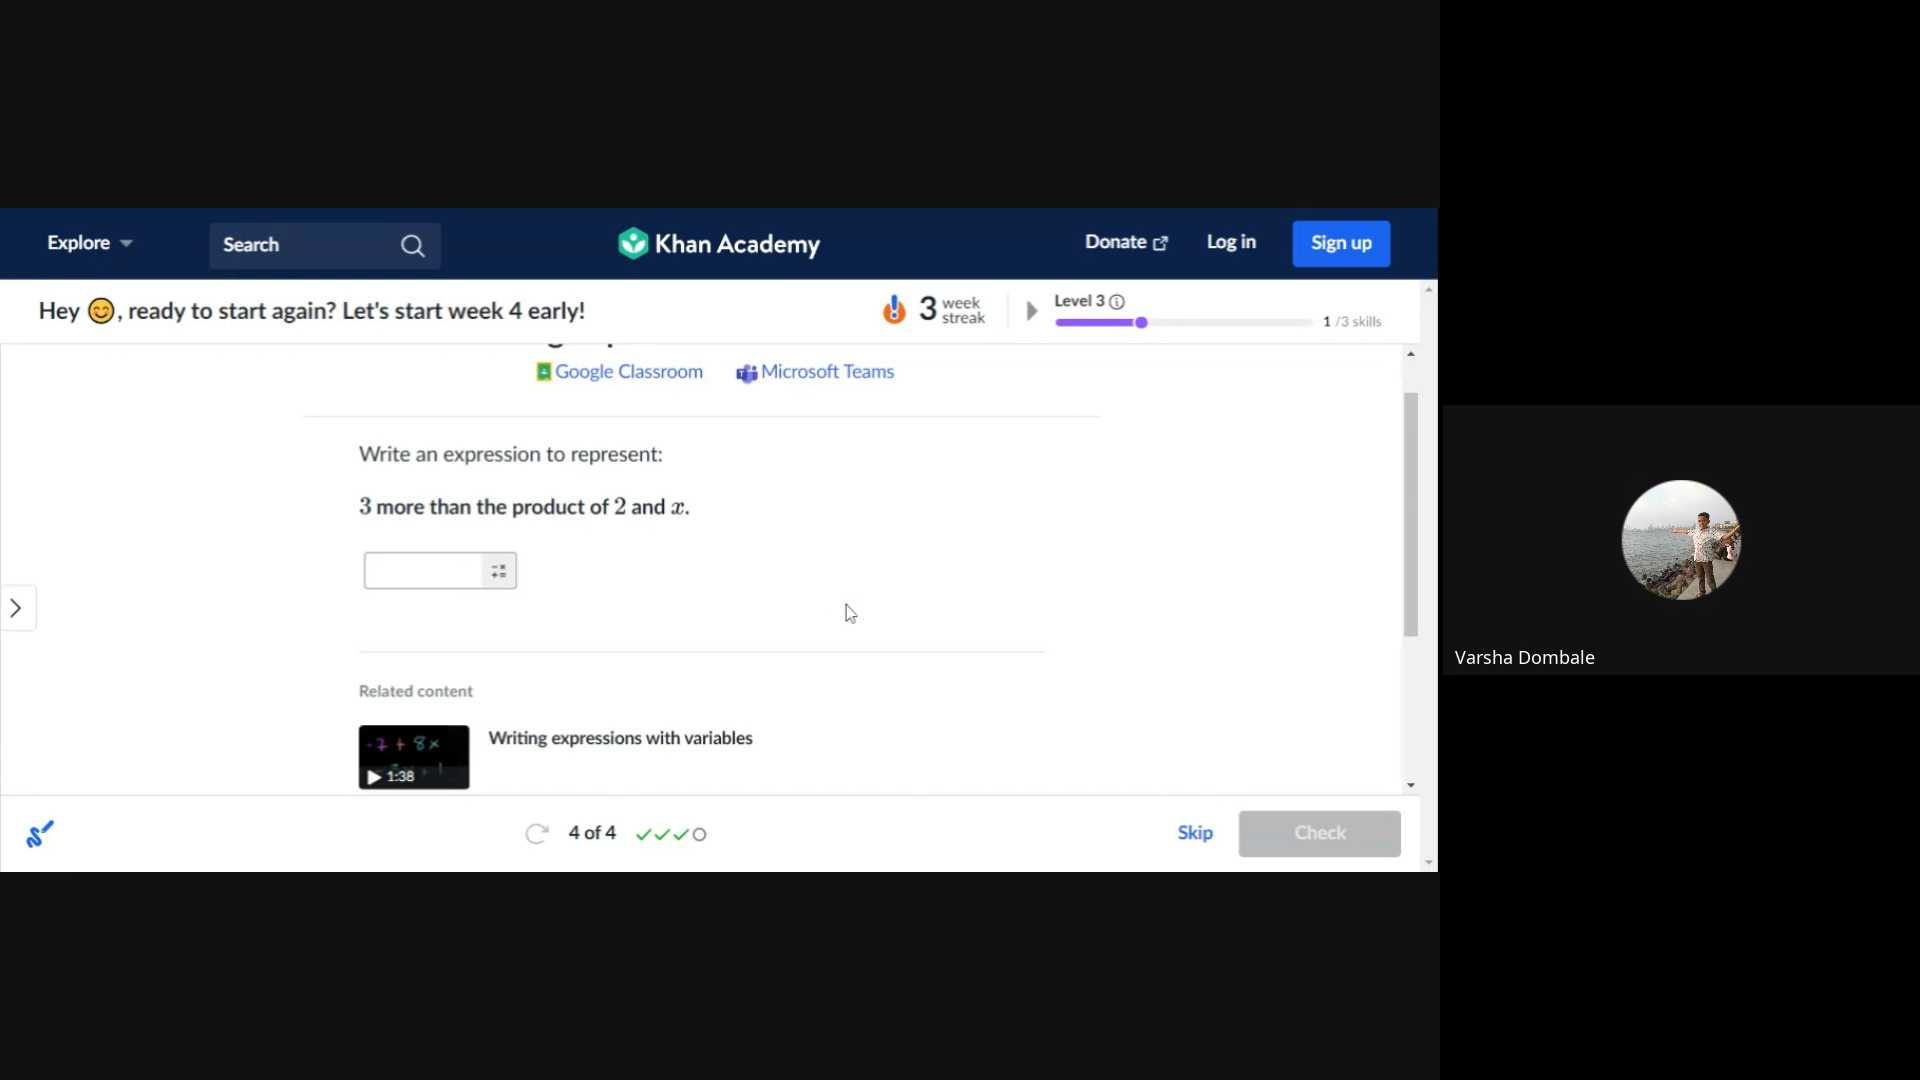 Explore
Search
Khan Academy
Donate
Log in
Sign up
Hey 😊, ready to start again? Let's start week 4 early!
3 week streak
Level 3
1 /3 skills
Google Classroom
Microsoft Teams
Write an expression to represent:
3 more than the product of 2 and x.
Related content
-7 + 8x
1:38
Writing expressions with variables
4 of 4
Skip
Check
Varsha Dombale